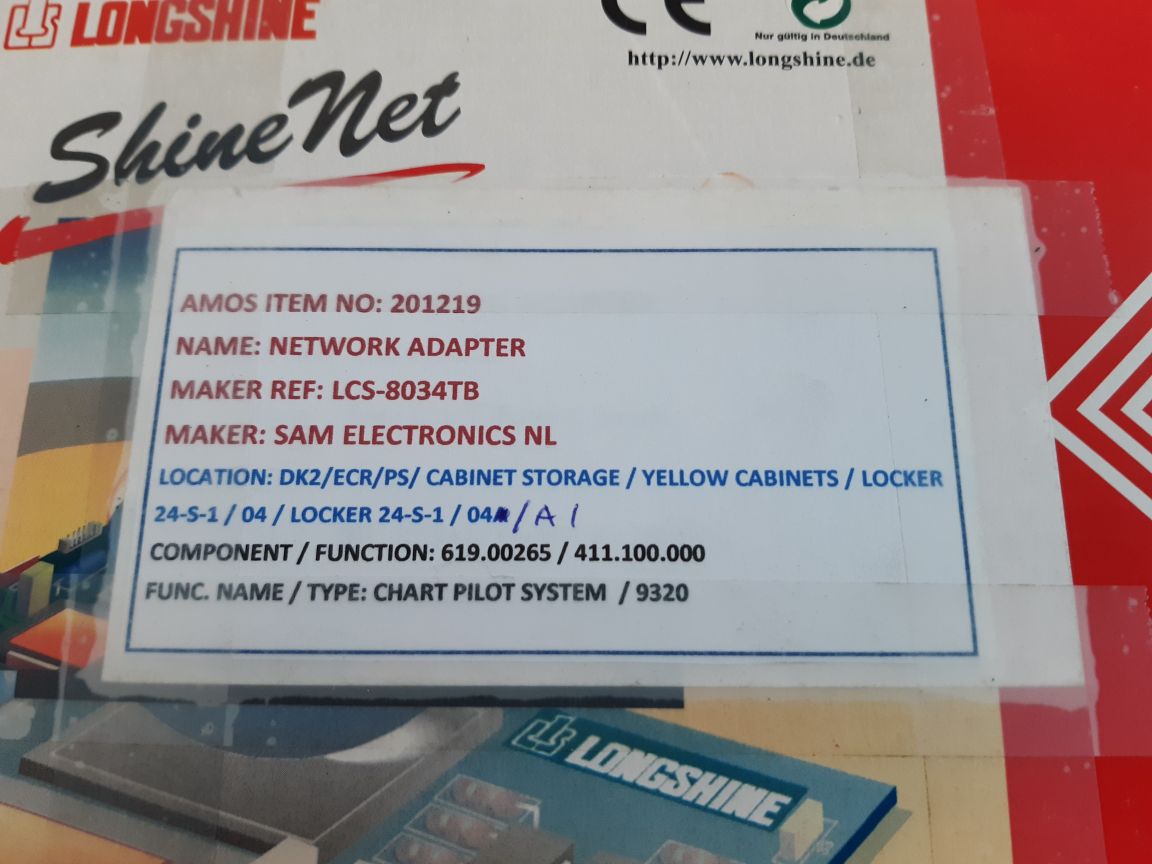 LONGSHINE
CE
Nur gültig in Deutschland
http://www.longshine.de
ShineNet
AMOS ITEM NO: 201219
NAME: NETWORK ADAPTER
MAKER REF: LCS-8034TB
MAKER: SAM ELECTRONICS NL
LOCATION: DK2/ECR/PS/ CABINET STORAGE / YELLOW CABINETS / LOCKER
24-S-1 / 04 / LOCKER 24-S-1 / 04 /A1
COMPONENT / FUNCTION: 619.00265 / 411.100.000
FUNC. NAME / TYPE: CHART PILOT SYSTEM / 9320
LONGSHINE